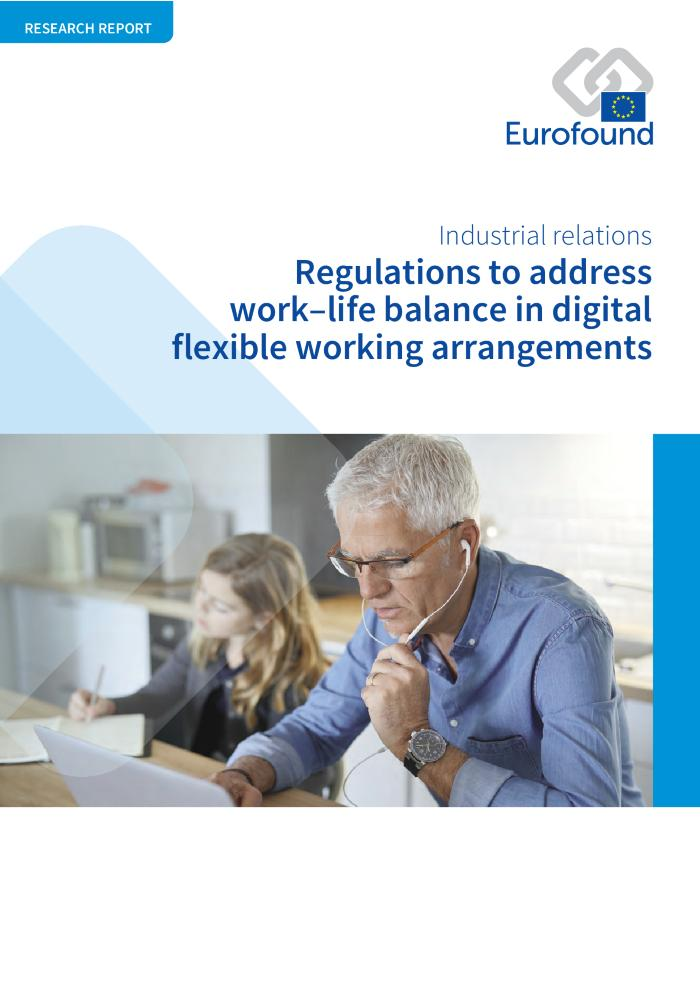 RESEARCH REPORT
Eurofound
Industrial relations
Regulations to address
work–life balance in digital
flexible working arrangements